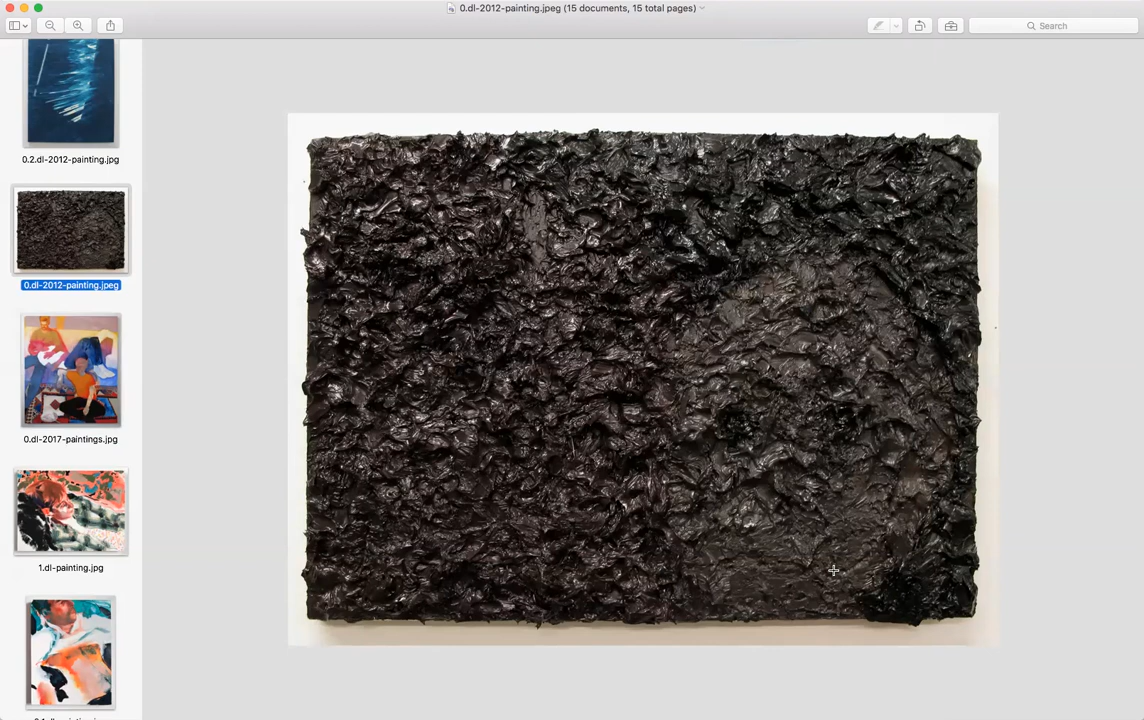 0.dl-2012-painting.jpeg (15 documents, 15 total pages)
Search
0.2.dl-2012-painting.jpg
0.dl-2012-painting.jpeg
0.dl-2017-paintings.jpg
1.dl-painting.jpg